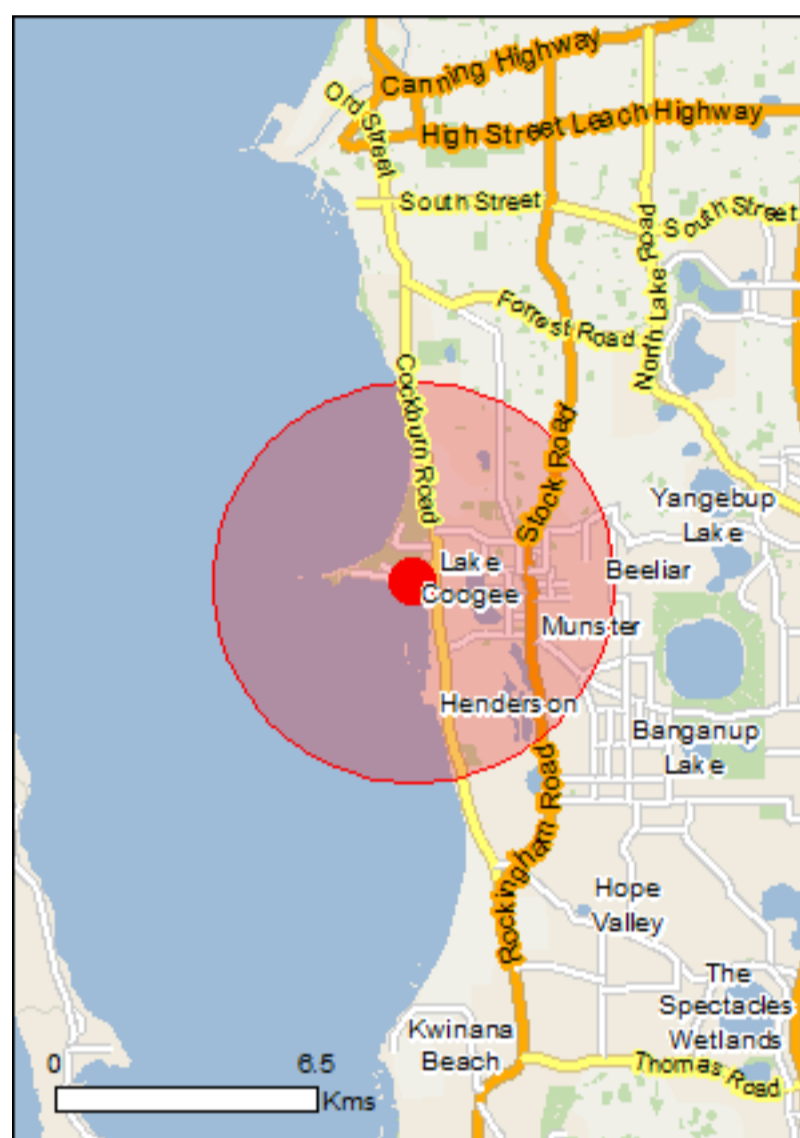 Canning Highway
Ord Street
High Street Leach Highway
South Street
South Street
North Lake Road
Forrest Road
Cockburn Road
Stock Road
Yangebup
Lake
Lake
Coogee
Beeliar
Munster
Henderson
Banganup
Lake
Rockingham Road
Hope
Valley
The
Spectacles
Wetlands
Kwinana
Beach
Thomas Road
0
6.5
Kms